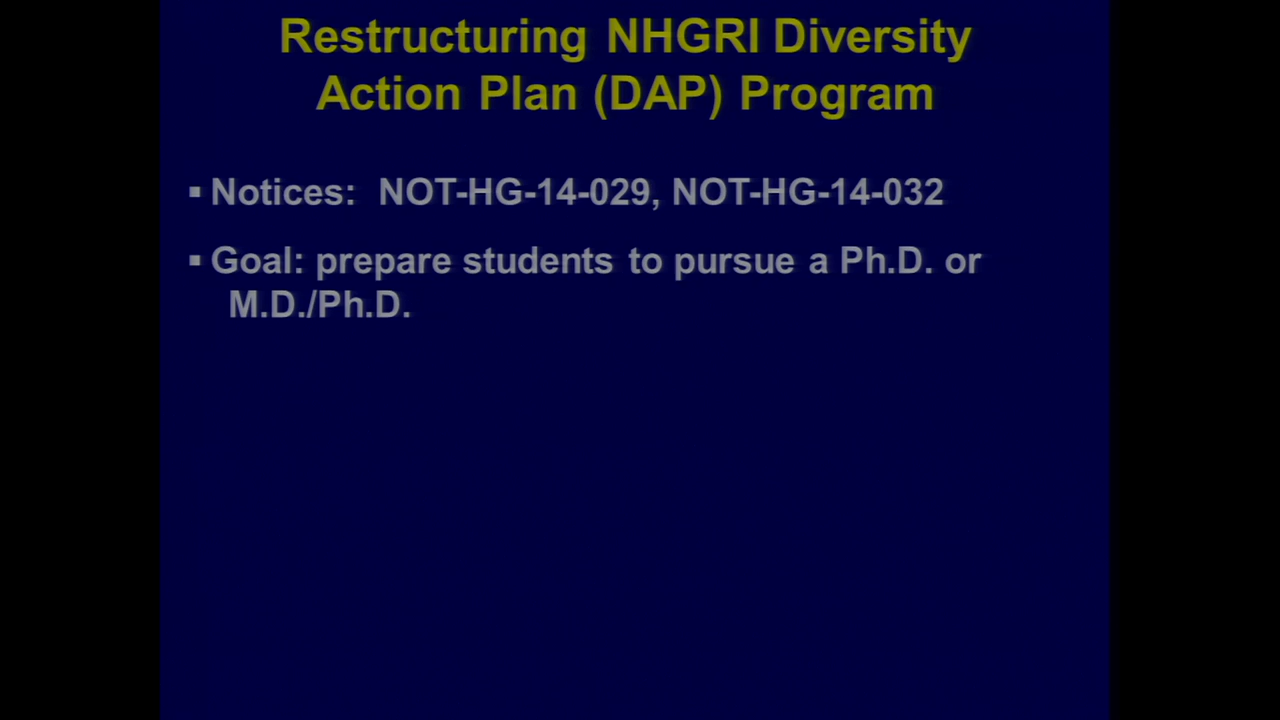 Restructuring NHGRI Diversity
Action Plan (DAP) Program
▪ Notices: NOT-HG-14-029, NOT-HG-14-032
▪ Goal: prepare students to pursue a Ph.D. or
M.D./Ph.D.